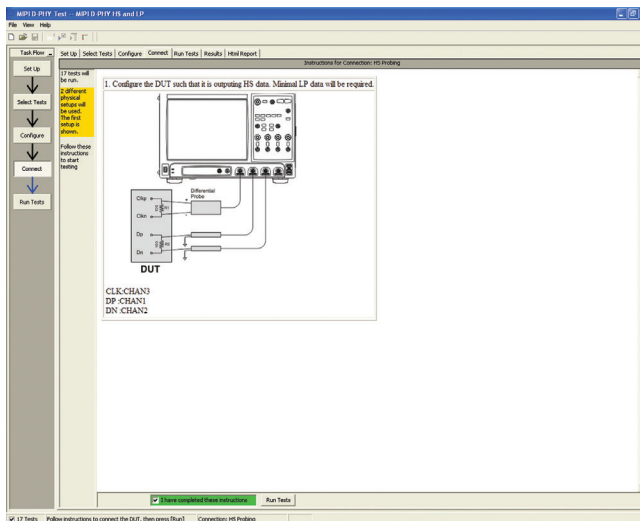 MIPI D-PHY Test -- MIPI D-PHY HS and LP
File View Help
Task Flow
Set Up
Select Tests
Configure
Connect
Run Tests
Set Up Select Tests Configure Connect Run Tests Results Html Report
Instructions for Connection: HS Probing
17 tests will
be run.
2 different
physical
setups will
be used.
The first
setup is
shown.
Follow these
instructions
to start
testing
1. Configure the DUT such that it is outputing HS data. Minimal LP data will be required.
Differential
Probe
Clkp
+
R1
Clkn
-
Dp
Dn
DUT
CLK:CHAN3
DP :CHAN1
DN :CHAN2
I have completed these instructions
Run Tests
17 Tests Follow instructions to connect the DUT, then press [Run] Connection: HS Probing